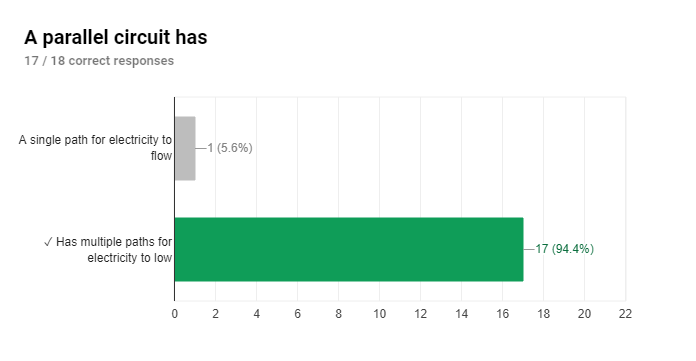 A parallel circuit has
17 / 18 correct responses
A single path for electricity to
flow
1 (5.6%)
✓ Has multiple paths for
electricity to low
17 (94.4%)
0 2 4 6 8 10 12 14 16 18 20 22